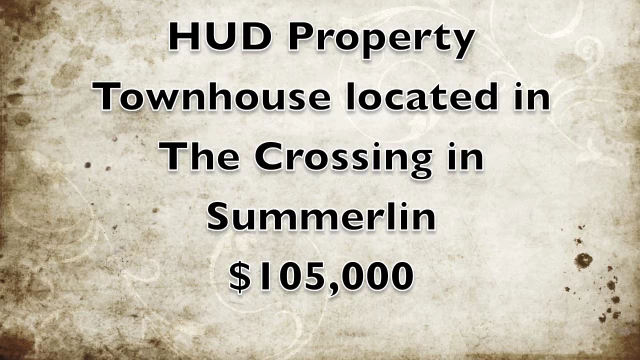 HUD Property
Townhouse located in
The Crossing in
Summerlin
$105,000